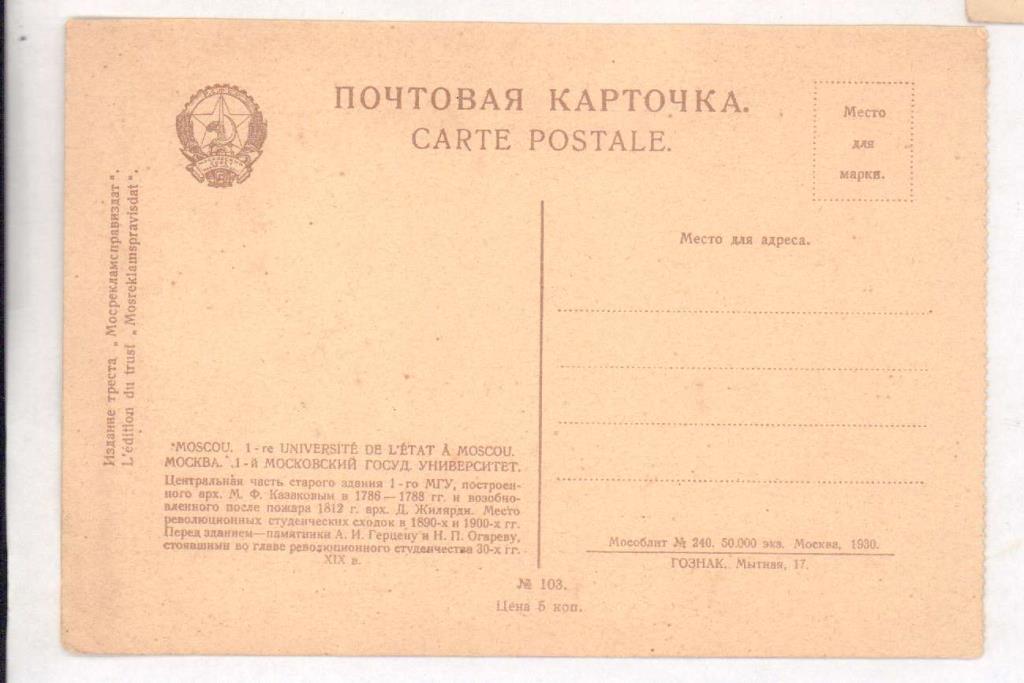 ПОЧТОВАЯ КАРТОЧКА.
CARTE POSTALE.
Место
для
марки.
Издание треста „Мосрекламсправиздат“.
L'édition du trust „Mosreklamspravisdat“.
Место для адреса.
MOSCOU. 1-re UNIVERSITÉ DE L'ÉTAT À MOSCOU.
МОСКВА. 1-й МОСКОВСКИЙ ГОСУД. УНИВЕРСИТЕТ.
Центральная часть старого здания 1-го МГУ, построен-
ного арх. М. Ф. Казаковым в 1786—1788 гг. и возобно-
вленного после пожара 1812 г. арх. Д. Жилярди. Место
революционных студенческих сходок в 1890-х и 1900-х гг.
Перед зданием—памятники А. И. Герцену и Н. П. Огареву,
стоявшими во главе революционного студенчества 30-х гг.
XIX в.
Мособлит № 240. 50.000 экз. Москва, 1930.
ГОЗНАК. Мытная, 17.
№ 103.
Цена 5 коп.